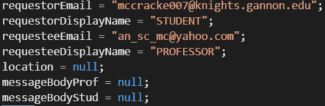 requestorEmail = "mccracke007@knights.gannon.edu";
requestorDisplayName = "STUDENT";
requesteeEmail = "an_sc_mc@yahoo.com";
requesteeDisplayName = "PROFESSOR";
location = null;
messageBodyProf = null;
messageBodyStud = null;